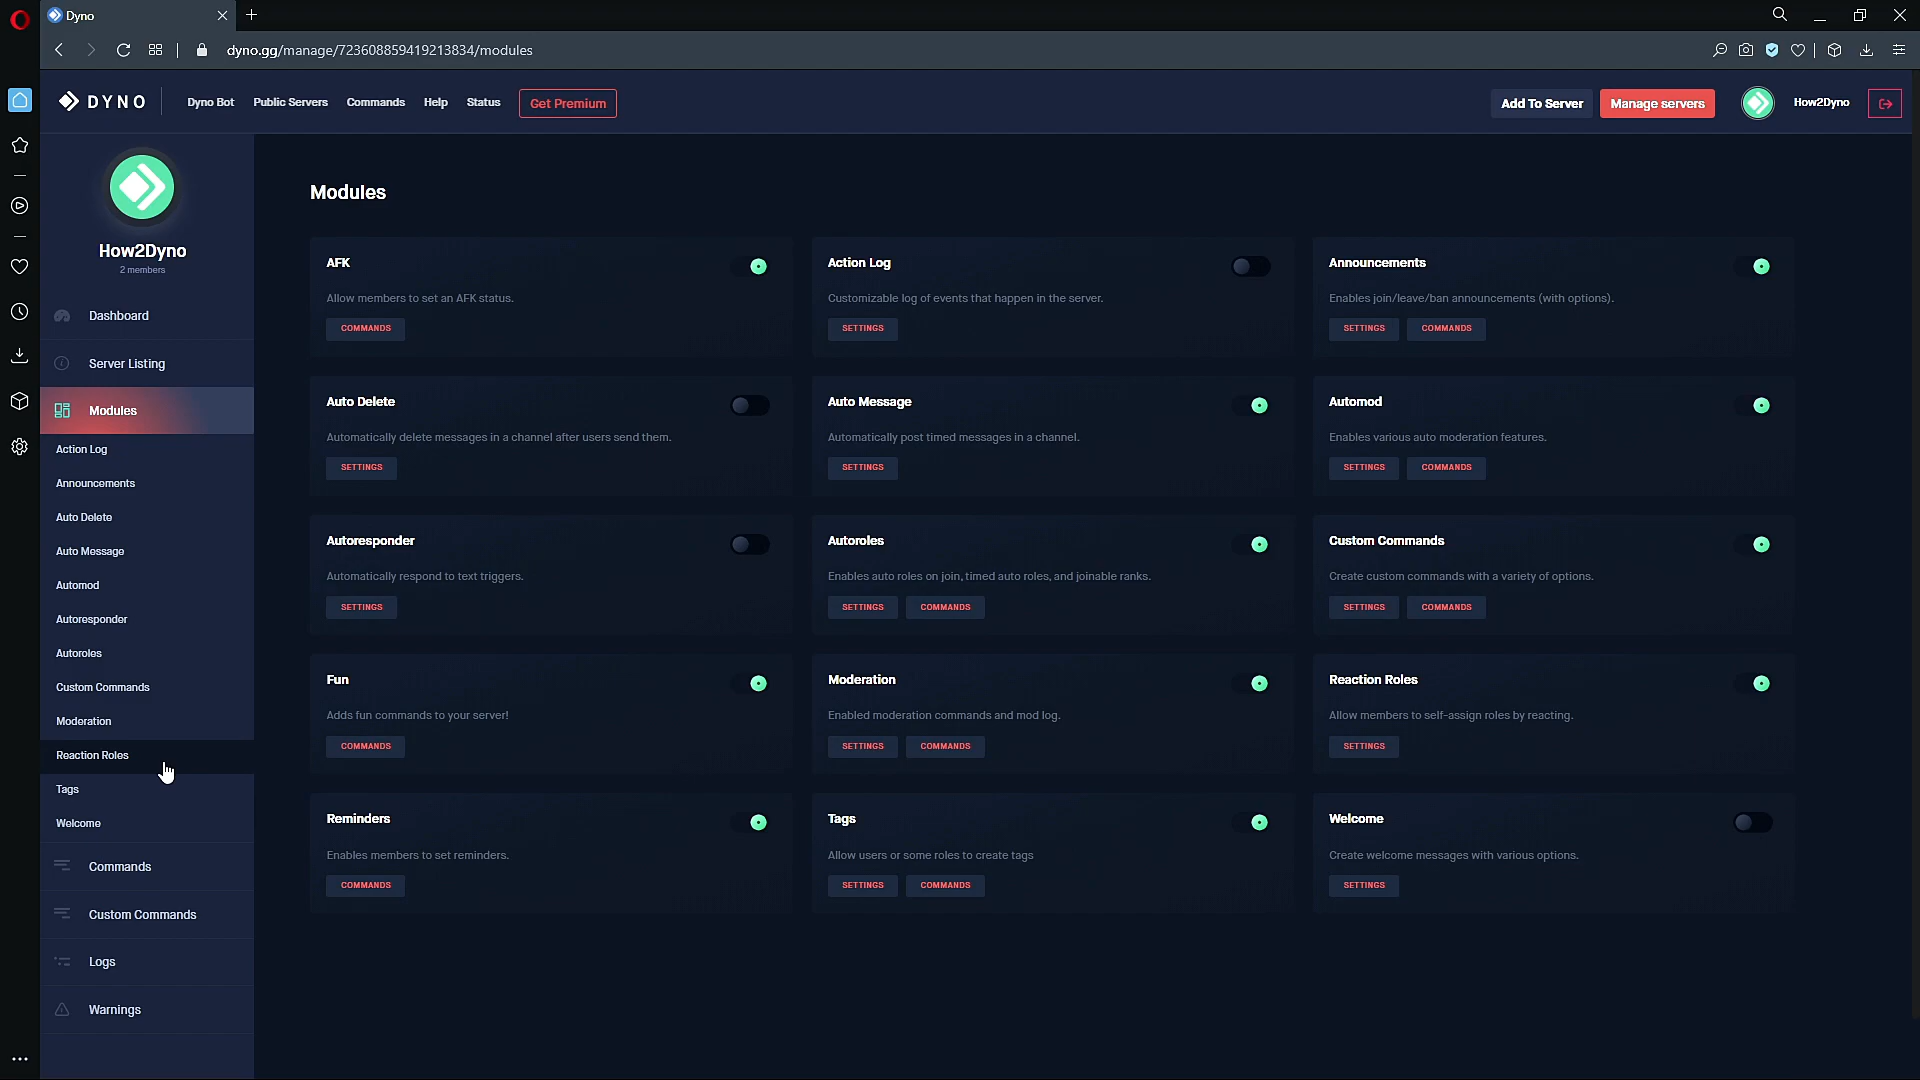 Dyno
dyno.gg/manage/723608859419213834/modules
DYNO
Dyno Bot
Public Servers
Commands
Help
Status
Get Premium
Add To Server
Manage servers
How2Dyno
How2Dyno
2 members
Dashboard
Server Listing
Modules
Action Log
Announcements
Auto Delete
Auto Message
Automod
Autoresponder
Autoroles
Custom Commands
Moderation
Reaction Roles
Tags
Welcome
Commands
Custom Commands
Logs
Warnings
Modules
AFK
Allow members to set an AFK status.
COMMANDS
Action Log
Customizable log of events that happen in the server.
SETTINGS
Announcements
Enables join/leave/ban announcements (with options).
SETTINGS
COMMANDS
Auto Delete
Automatically delete messages in a channel after users send them.
SETTINGS
Auto Message
Automatically post timed messages in a channel.
SETTINGS
Automod
Enables various auto moderation features.
SETTINGS
COMMANDS
Autoresponder
Automatically respond to text triggers.
SETTINGS
Autoroles
Enables auto roles on join, timed auto roles, and joinable ranks.
SETTINGS
COMMANDS
Custom Commands
Create custom commands with a variety of options.
SETTINGS
COMMANDS
Fun
Adds fun commands to your server!
COMMANDS
Moderation
Enabled moderation commands and mod log.
SETTINGS
COMMANDS
Reaction Roles
Allow members to self-assign roles by reacting.
SETTINGS
Reminders
Enables members to set reminders.
COMMANDS
Tags
Allow users or some roles to create tags
SETTINGS
COMMANDS
Welcome
Create welcome messages with various options.
SETTINGS